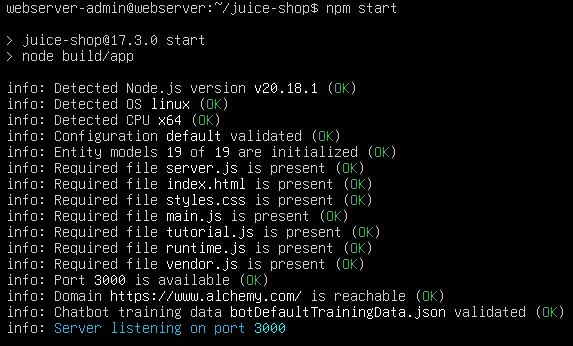 webserver-admin@webserver:~/juice-shop$ npm start
> juice-shop@17.3.0 start
> node build/app
info: Detected Node.js version v20.18.1 (OK)
info: Detected OS linux (OK)
info: Detected CPU x64 (OK)
info: Configuration default validated (OK)
info: Entity models 19 of 19 are initialized (OK)
info: Required file server.js is present (OK)
info: Required file index.html is present (OK)
info: Required file styles.css is present (OK)
info: Required file main.js is present (OK)
info: Required file tutorial.js is present (OK)
info: Required file runtime.js is present (OK)
info: Required file vendor.js is present (OK)
info: Port 3000 is available (OK)
info: Domain https://www.alchemy.com/ is reachable (OK)
info: Chatbot training data botDefaultTrainingData.json validated (OK)
info: Server listening on port 3000